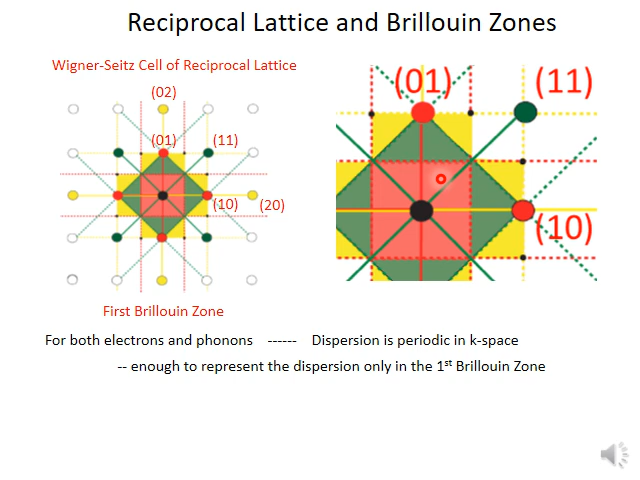 Reciprocal Lattice and Brillouin Zones
Wigner-Seitz Cell of Reciprocal Lattice
(02)
(01)
(11)
(10)
(20)
(01)
(11)
(10)
First Brillouin Zone
For both electrons and phonons ------ Dispersion is periodic in k-space
-- enough to represent the dispersion only in the 1st Brillouin Zone